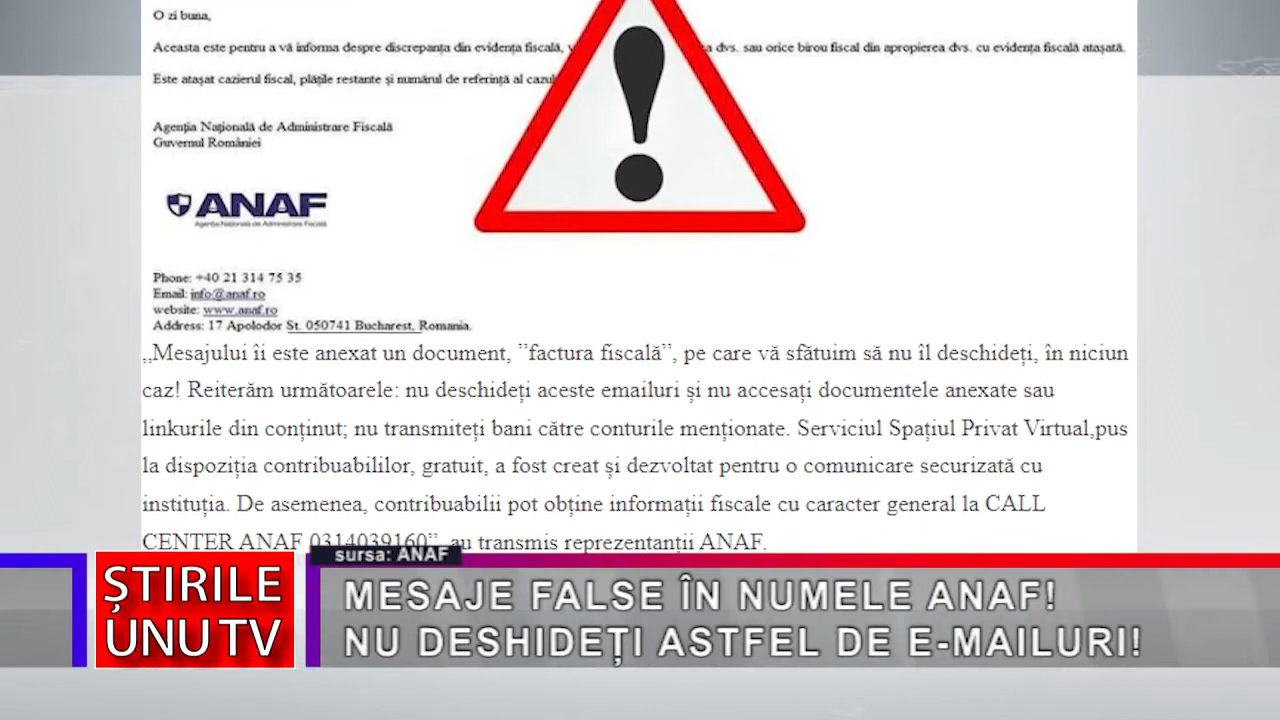 O zi buna,
Aceasta este pentru a vă informa despre discrepanța din evidența fiscală, dvs. sau orice birou fiscal din apropierea dvs. cu evidența fiscală atașată.
Este atașat cazierul fiscal, plățile restante și numărul de referință al
Agenția Națională de Administrare Fiscală
Guvernul României
ANAF
Agenția Națională de Administrare Fiscală
Phone: +40 21 314 75 35
Email: info@anaf.ro
website: www.anaf.ro
Address: 17 Apolodor St. 050741 Bucharest, Romania.
„Mesajului îi este anexat un document, ”factura fiscală”, pe care vă sfătuim să nu îl deschideți, în niciun
caz! Reiterăm următoarele: nu deschideți aceste emailuri și nu accesați documentele anexate sau
linkurile din conținut; nu transmiteți bani către conturile menționate. Serviciul Spațiul Privat Virtual,pus
la dispoziția contribuabililor, gratuit, a fost creat și dezvoltat pentru o comunicare securizată cu
instituția. De asemenea, contribuabilii pot obține informații fiscale cu caracter general la CALL
CENTER ANAF 0314039160”, au transmis reprezentanții ANAF.
sursa: ANAF
ȘTIRILE
UNU TV
MESAJE FALSE ÎN NUMELE ANAF!
NU DESHIDEȚI ASTFEL DE E-MAILURI!